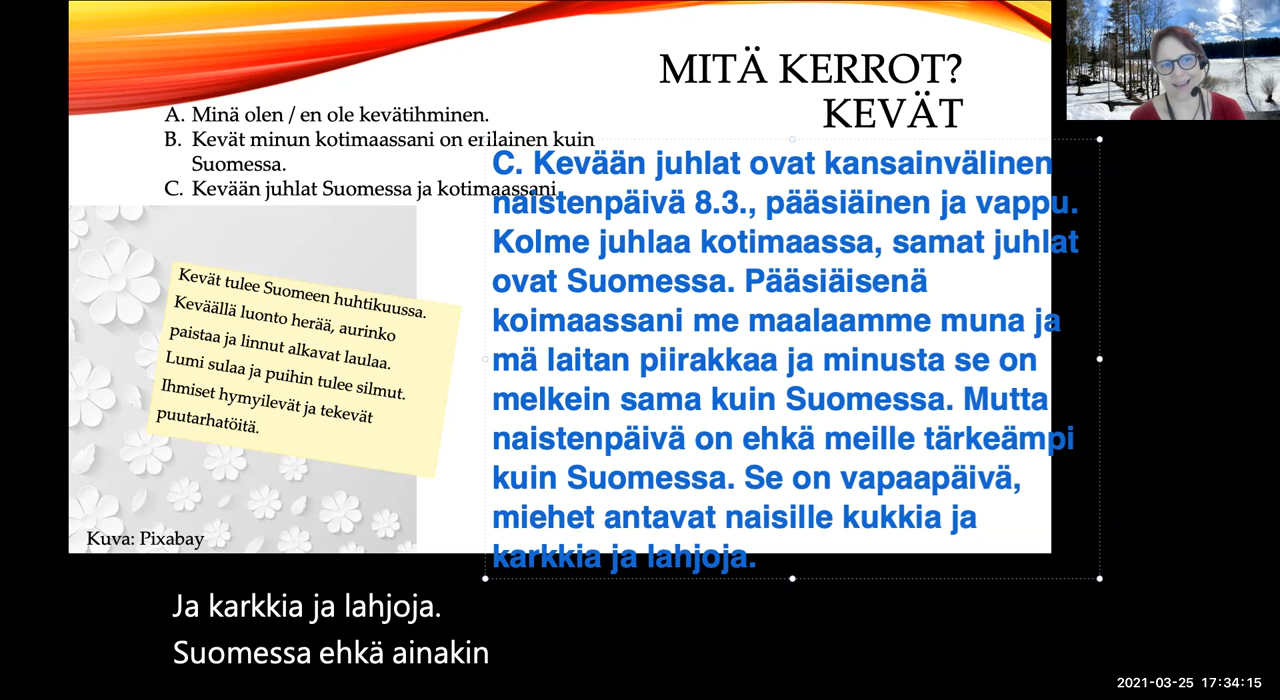 MITÄ KERROT?
KEVÄT
A. Minä olen / en ole kevätihminen.
B. Kevät minun kotimaassani on erilainen kuin
Suomessa.
C. Kevään juhlat Suomessa ja kotimaassani
C. Kevään juhlat ovat kansainvälinen
naistenpäivä 8.3., pääsiäinen ja vappu.
Kolme juhlaa kotimaassa, samat juhlat
ovat Suomessa. Pääsiäisenä
koimaassani me maalaamme muna ja
mä laitan piirakkaa ja minusta se on
melkein sama kuin Suomessa. Mutta
naistenpäivä on ehkä meille tärkeämpi
kuin Suomessa. Se on vapaapäivä,
miehet antavat naisille kukkia ja
karkkia ja lahjoja.
Kevät tulee Suomeen huhtikuussa.
Keväällä luonto herää, aurinko
paistaa ja linnut alkavat laulaa.
Lumi sulaa ja puihin tulee silmut.
Ihmiset hymyilevät ja tekevät
puutarhatöitä.
Kuva: Pixabay
Ja karkkia ja lahjoja.
Suomessa ehkä ainakin
2021-03-25 17:34:15